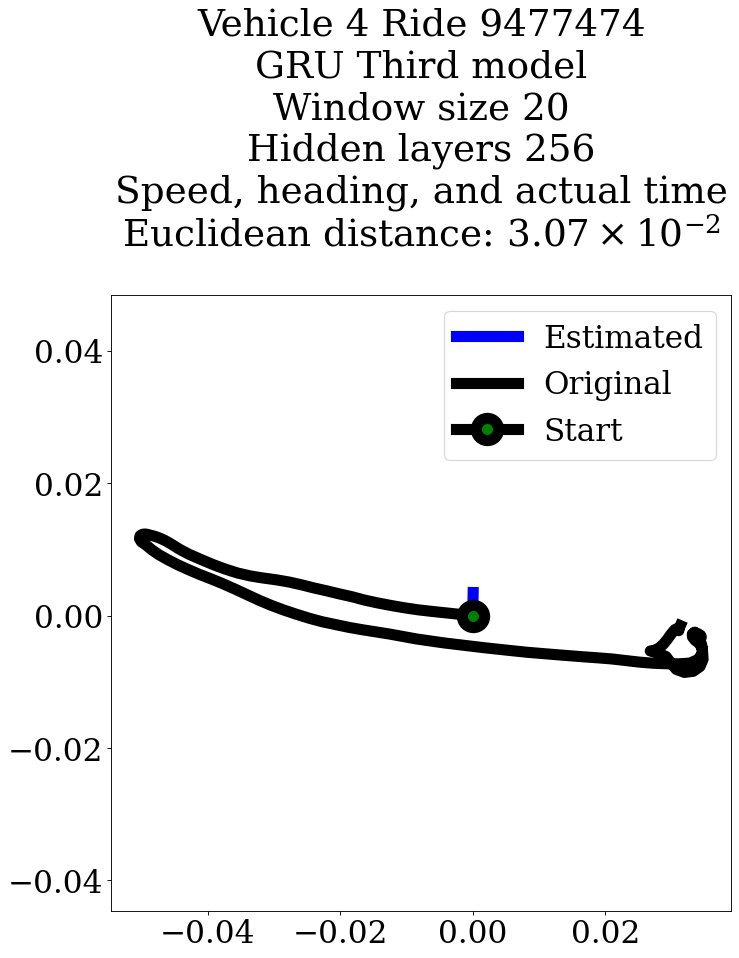 Vehicle 4 Ride 9477474
GRU Third model
Window size 20
Hidden layers 256
Speed, heading, and actual time
Euclidean distance: 3.07 × 10⁻²
Estimated
Original
Start
0.04
0.02
0.00
−0.02
−0.04
−0.04 −0.02 0.00 0.02